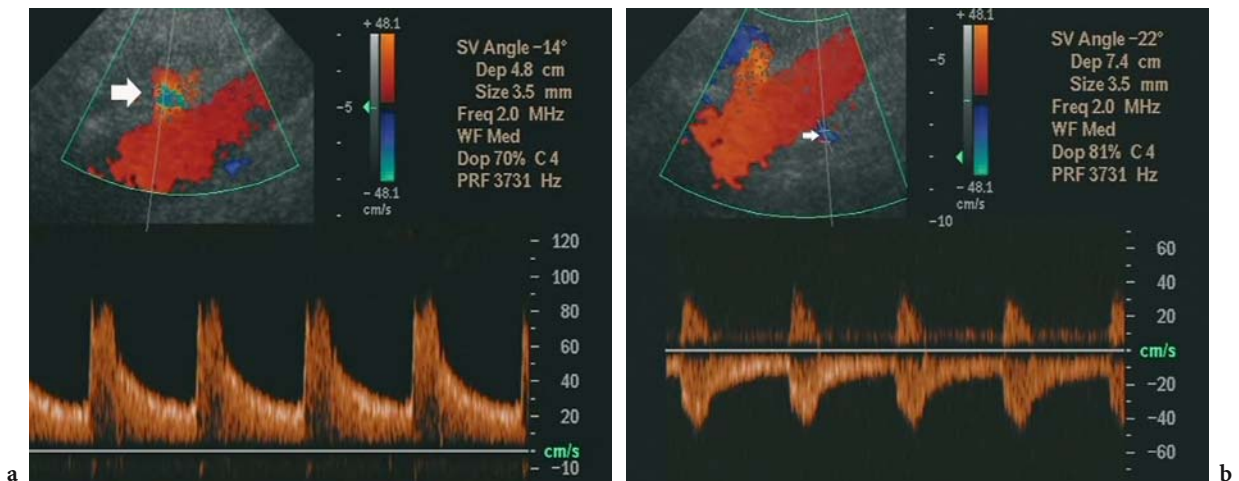 + 48.1
SV Angle -14°
Dep 4.8 cm
Size 3.5 mm
Freq 2.0 MHz
WF Med
Dop 70% C 4
PRF 3731 Hz
-5
- 48.1
cm/s
120
100
80
60
40
20
cm/s
-10
a
+ 48.1
SV Angle -22°
Dep 7.4 cm
Size 3.5 mm
Freq 2.0 MHz
WF Med
Dop 81% C 4
PRF 3731 Hz
-5
- 48.1
cm/s
-10
60
40
20
cm/s
-20
-40
-60
b